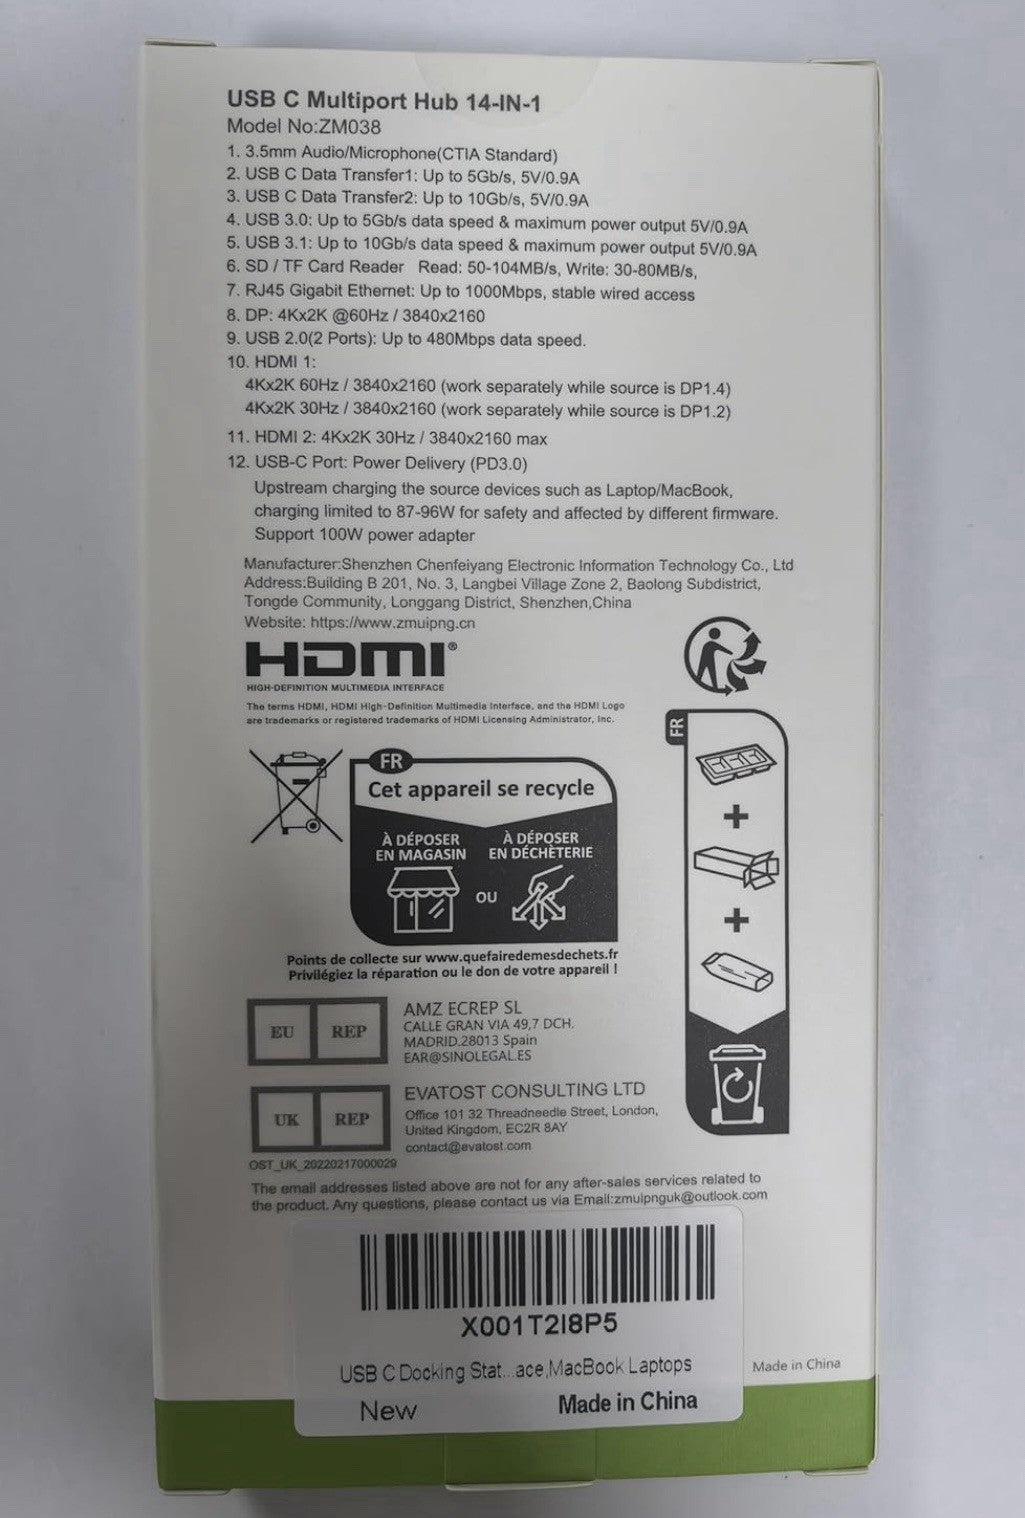 USB C Multiport Hub 14-IN-1
Model No:ZM038
1. 3.5mm Audio/Microphone(CTIA Standard)
2. USB C Data Transfer1: Up to 5Gb/s, 5V/0.9A
3. USB C Data Transfer2: Up to 10Gb/s, 5V/0.9A
4. USB 3.0: Up to 5Gb/s data speed & maximum power output 5V/0.9A
5. USB 3.1: Up to 10Gb/s data speed & maximum power output 5V/0.9A
6. SD / TF Card Reader Read: 50-104MB/s, Write: 30-80MB/s,
7. RJ45 Gigabit Ethernet: Up to 1000Mbps, stable wired access
8. DP: 4Kx2K @60Hz / 3840x2160
9. USB 2.0(2 Ports): Up to 480Mbps data speed.
10. HDMI 1:
4Kx2K 60Hz / 3840x2160 (work separately while source is DP1.4)
4Kx2K 30Hz / 3840x2160 (work separately while source is DP1.2)
11. HDMI 2: 4Kx2K 30Hz / 3840x2160 max
12. USB-C Port: Power Delivery (PD3.0)
Upstream charging the source devices such as Laptop/MacBook,
charging limited to 87-96W for safety and affected by different firmware.
Support 100W power adapter
Manufacturer:Shenzhen Chenfeiyang Electronic Information Technology Co., Ltd
Address:Building B 201, No. 3, Langbei Village Zone 2, Baolong Subdistrict,
Tongde Community, Longgang District, Shenzhen,China
Website: https://www.zmuipng.cn
HDMI®
HIGH-DEFINITION MULTIMEDIA INTERFACE
The terms HDMI, HDMI High-Definition Multimedia Interface, and the HDMI Logo
are trademarks or registered trademarks of HDMI Licensing Administrator, Inc.
FR
FR
Cet appareil se recycle
À DÉPOSER
EN MAGASIN
OU
À DÉPOSER
EN DÉCHÈTERIE
Points de collecte sur www.quefairedemesdechets.fr
Privilégiez la réparation ou le don de votre appareil !
EU REP
AMZ ECREP SL
CALLE GRAN VIA 49,7 DCH.
MADRID.28013 Spain
EAR@SINOLEGAL.ES
UK REP
EVATOST CONSULTING LTD
Office 101 32 Threadneedle Street, London,
United Kingdom, EC2R 8AY
contact@evatost.com
OST_UK_20220217000029
The email addresses listed above are not for any after-sales services related to
the product. Any questions, please contact us via Email:zmuipnguk@outlook.com
X001T2I8P5
USB C Docking Stat...ace,MacBook Laptops
New
Made in China
Made in China